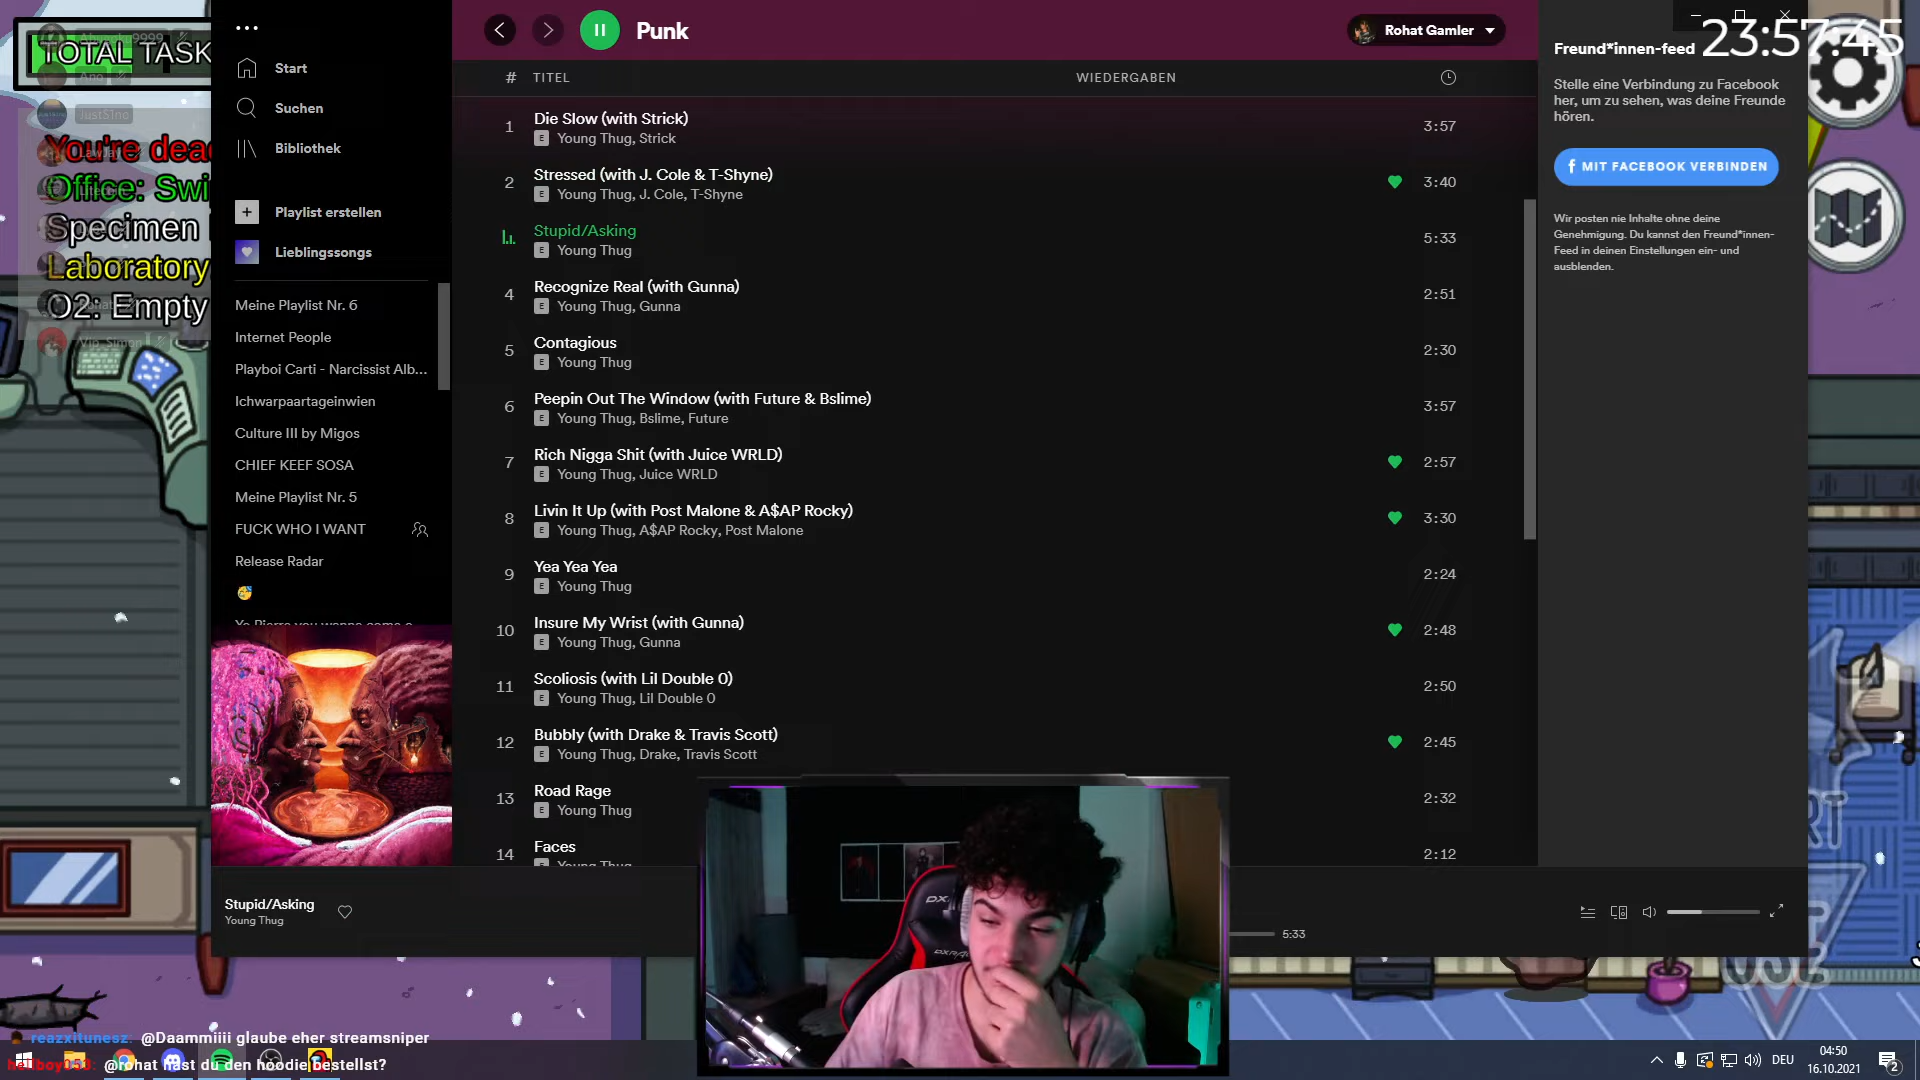 TOTAL TASK
You're dead
Office: Swi
Specimen
Laboratory
O2: Empty
Just51no
Start
Suchen
Bibliothek
Playlist erstellen
Lieblingssongs
Meine Playlist Nr. 6
Internet People
Playboi Carti - Narcissist Alb...
Ichwarpaartageinwien
Culture III by Migos
CHIEF KEEF SOSA
Meine Playlist Nr. 5
FUCK WHO I WANT
Release Radar
Punk
Rohat Gamler
# TITEL WIEDERGABEN
1 Die Slow (with Strick) 3:57
E Young Thug, Strick
2 Stressed (with J. Cole & T-Shyne) 3:40
E Young Thug, J. Cole, T-Shyne
Stupid/Asking 5:33
E Young Thug
4 Recognize Real (with Gunna) 2:51
E Young Thug, Gunna
5 Contagious 2:30
E Young Thug
6 Peepin Out The Window (with Future & Bslime) 3:57
E Young Thug, Bslime, Future
7 Rich Nigga Shit (with Juice WRLD) 2:57
E Young Thug, Juice WRLD
8 Livin It Up (with Post Malone & A$AP Rocky) 3:30
E Young Thug, A$AP Rocky, Post Malone
9 Yea Yea Yea 2:24
E Young Thug
10 Insure My Wrist (with Gunna) 2:48
E Young Thug, Gunna
11 Scoliosis (with Lil Double 0) 2:50
E Young Thug, Lil Double 0
12 Bubbly (with Drake & Travis Scott) 2:45
E Young Thug, Drake, Travis Scott
13 Road Rage 2:32
E Young Thug
14 Faces 2:12
Young Thug
23:57:45
Freund*innen-feed
Stelle eine Verbindung zu Facebook
her, um zu sehen, was deine Freunde
hören.
f MIT FACEBOOK VERBINDEN
Wir posten nie Inhalte ohne deine
Genehmigung. Du kannst den Freund*innen-
Feed in deinen Einstellungen ein- und
ausblenden.
Stupid/Asking
Young Thug
5:33
reazxitunesz: @Daammiiii glaube eher streamsniper
@rohat hast du den hoodie bestellst?
DEU
04:50
16.10.2021
2